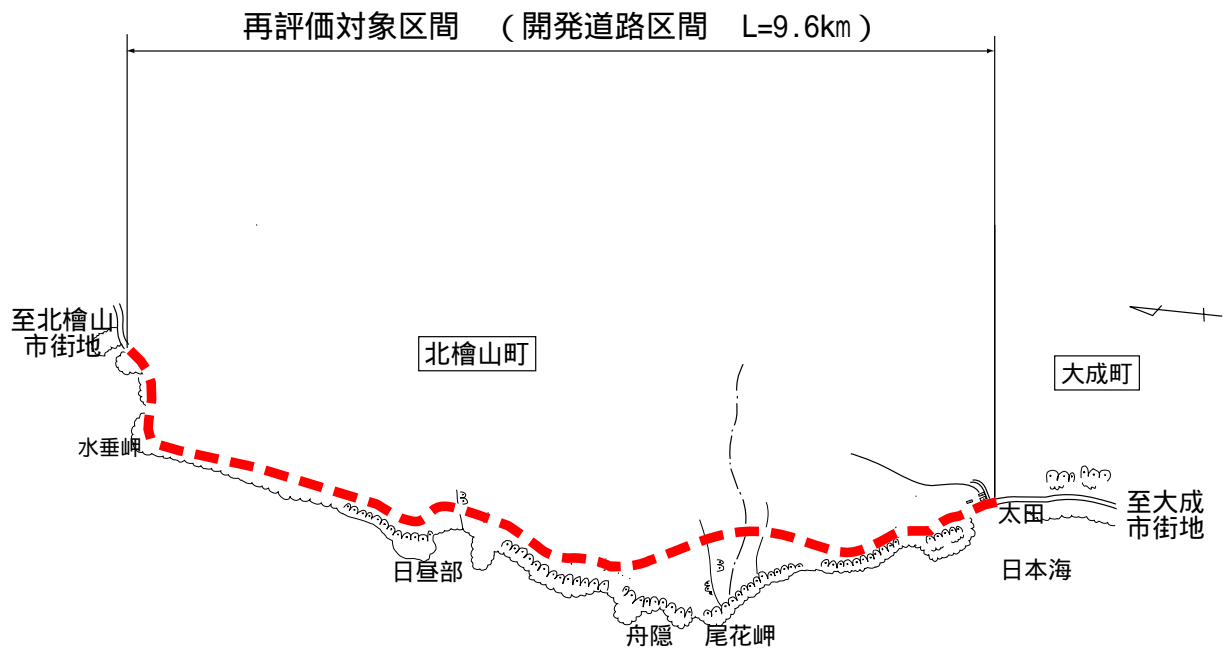 再評価対象区間 （開発道路区間 L=9.6km）
至北檜山
市街地
北檜山町
大成町
水垂岬
太田
至大成
市街地
日昼部
日本海
舟隠
尾花岬